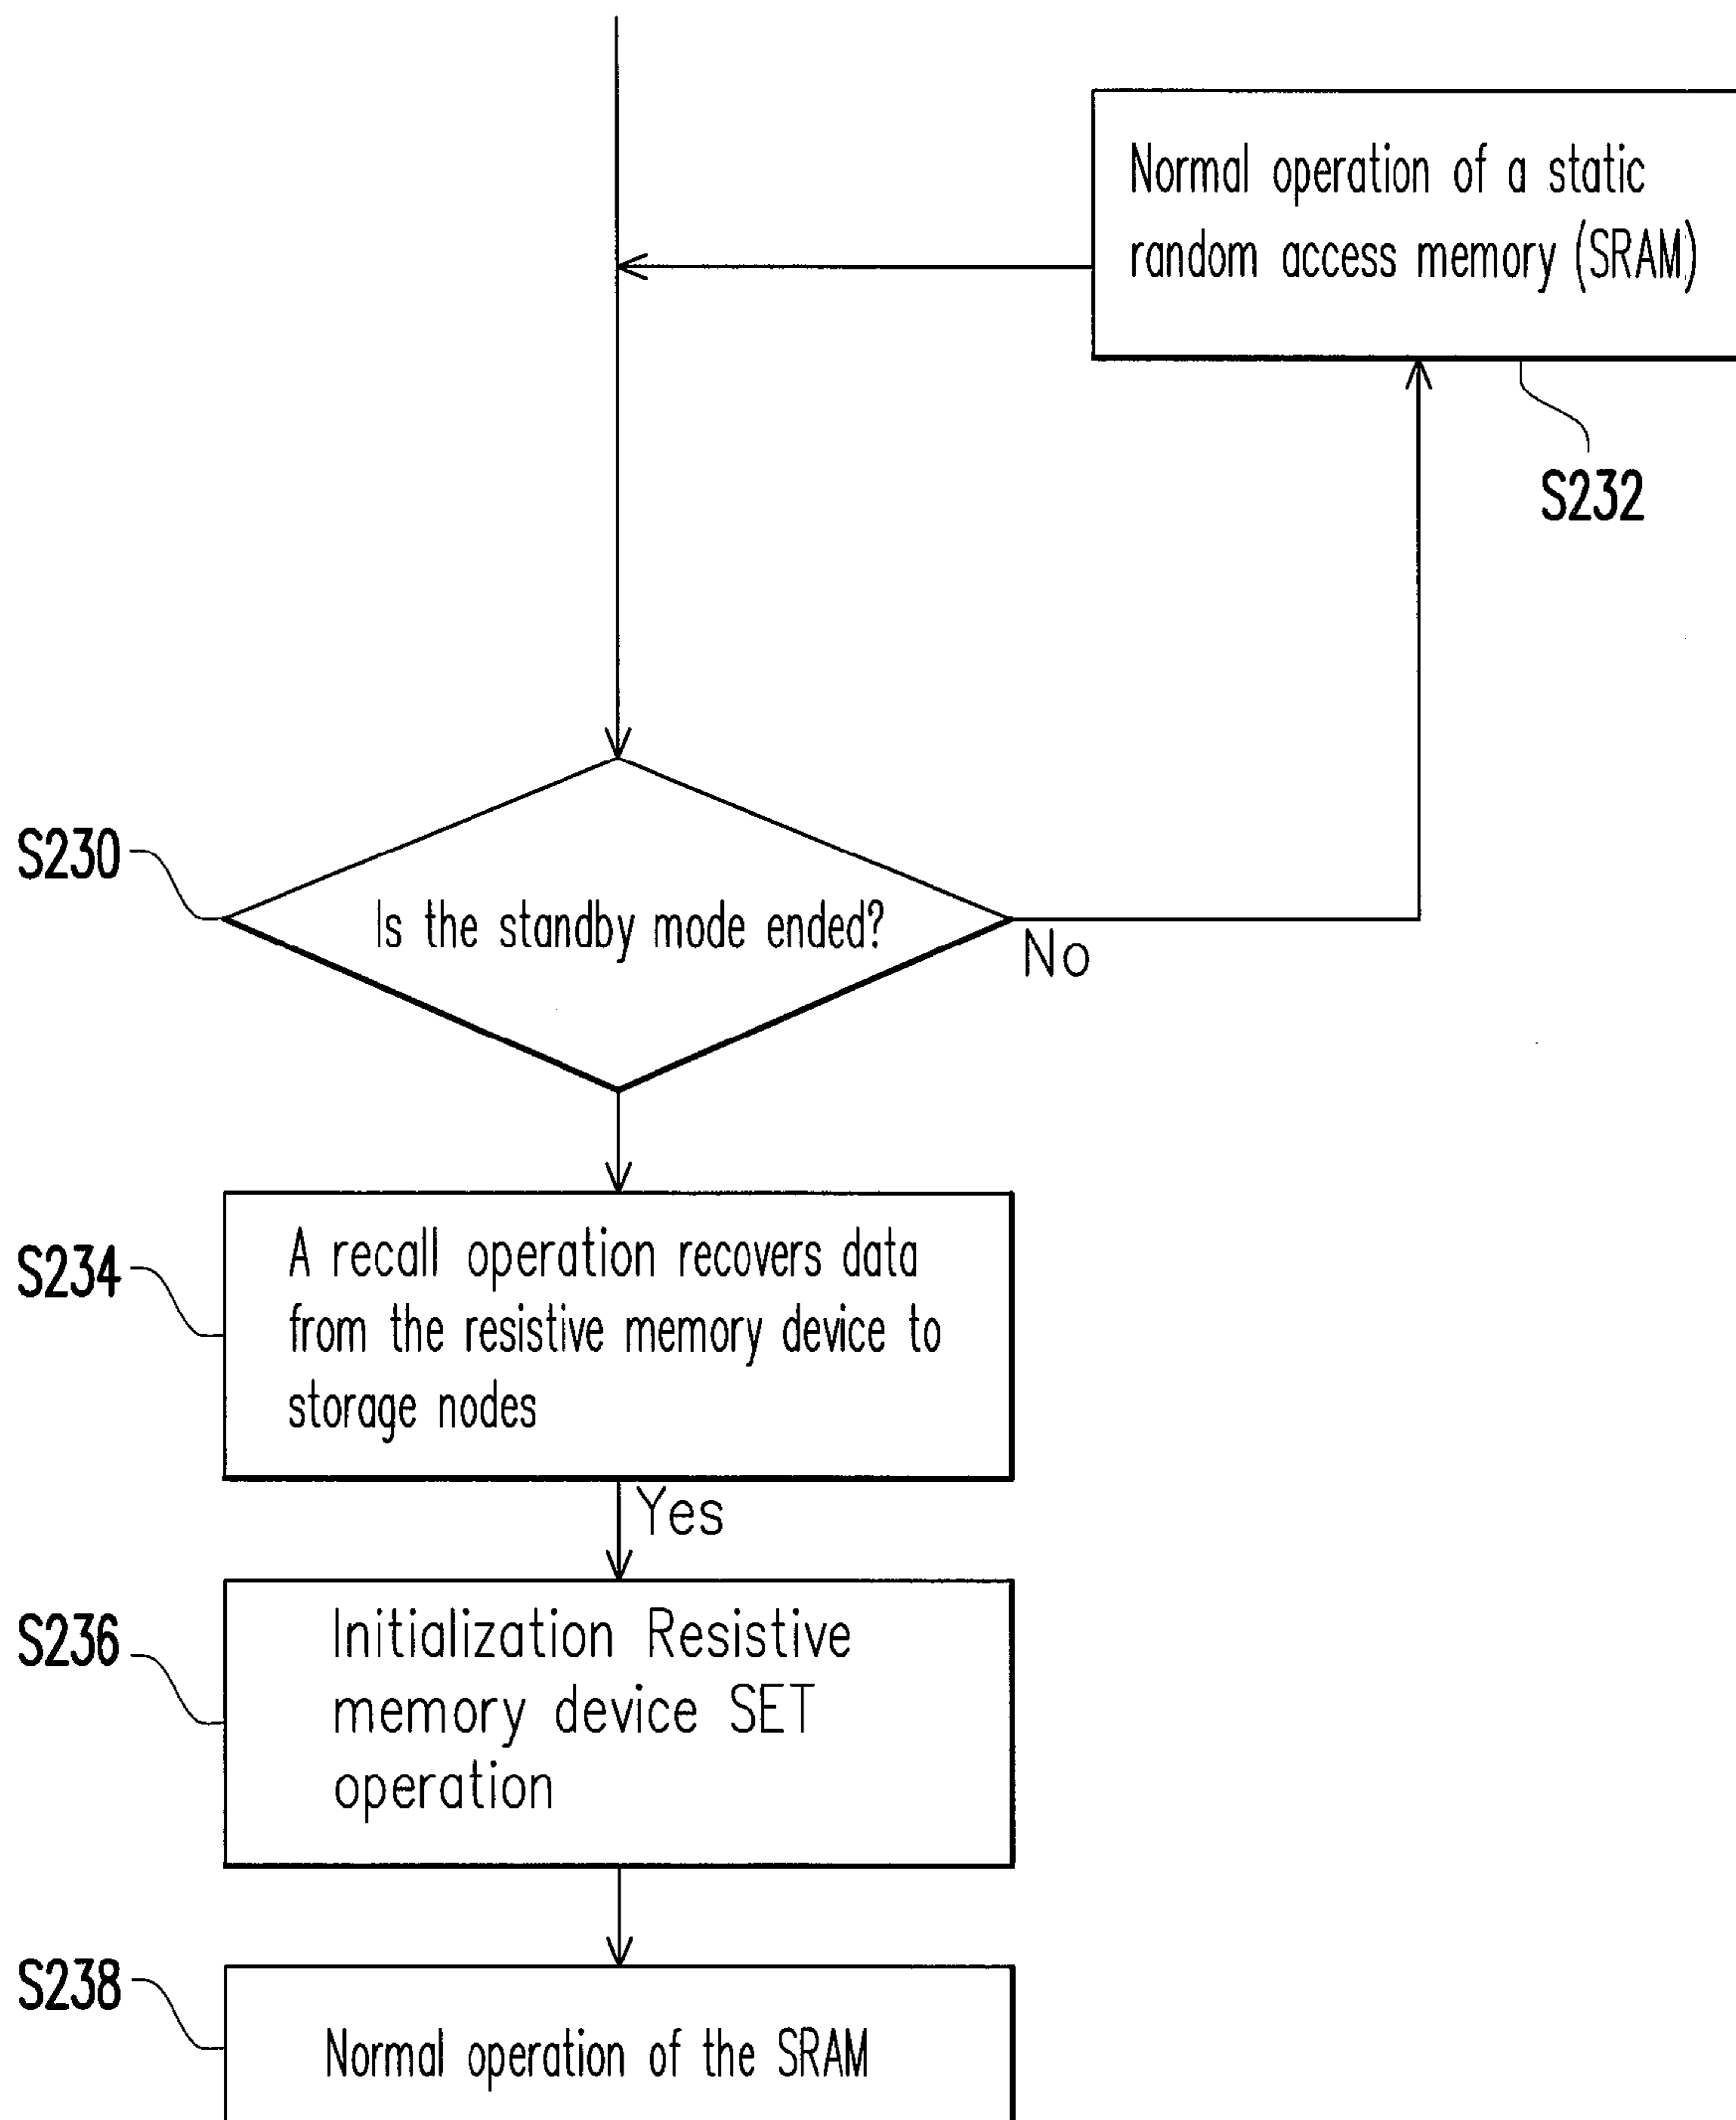 Normal operation of a static
random access memory (SRAM)
S232
S230
Is the standby mode ended?
No
S234
A recall operation recovers data
from the resistive memory device to
storage nodes
Yes
S236
Initialization Resistive
memory device SET
operation
S238
Normal operation of the SRAM